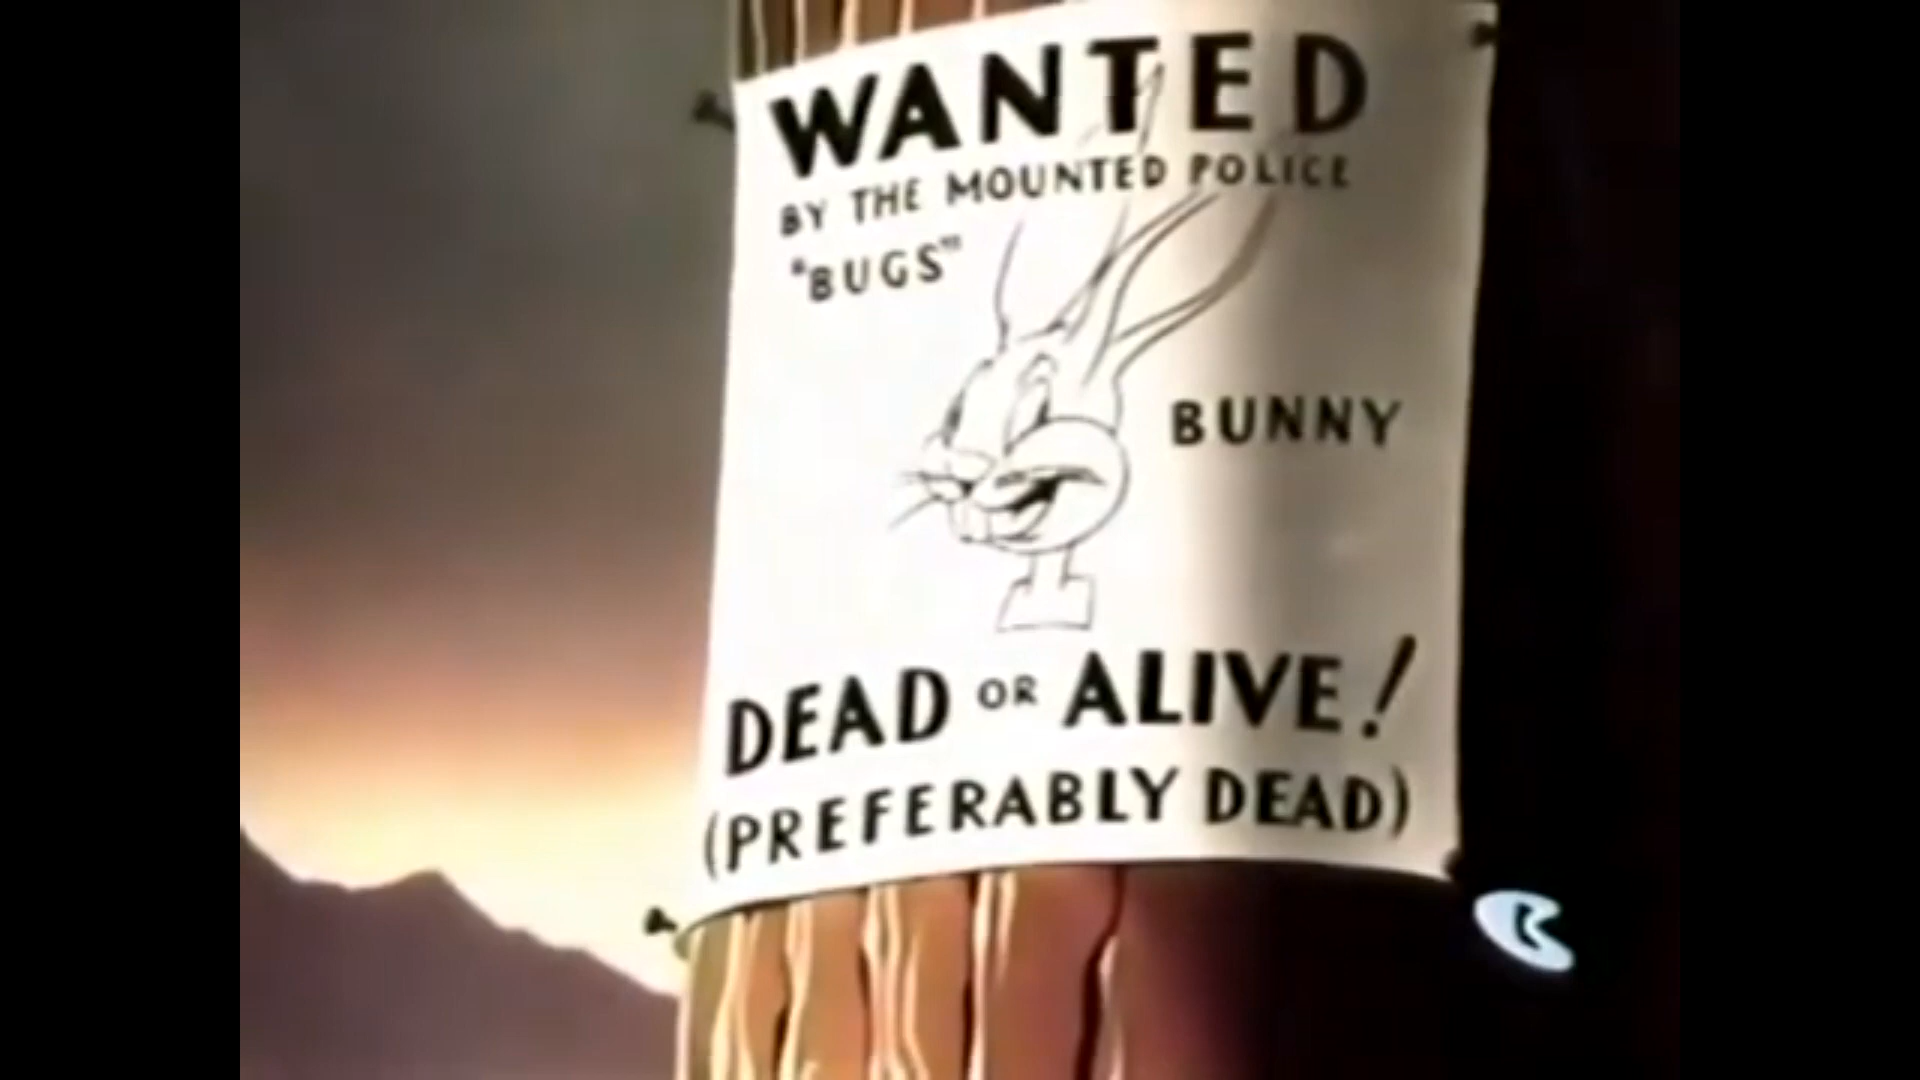 WANTED
BY THE MOUNTED POLICE
"BUGS"
BUNNY
DEAD OR ALIVE!
(PREFERABLY DEAD)